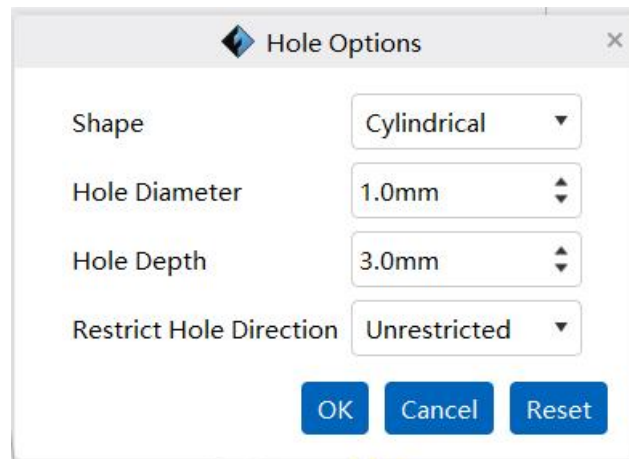 Hole Options
Shape Cylindrical
Hole Diameter 1.0mm
Hole Depth 3.0mm
Restrict Hole Direction Unrestricted
OK Cancel Reset